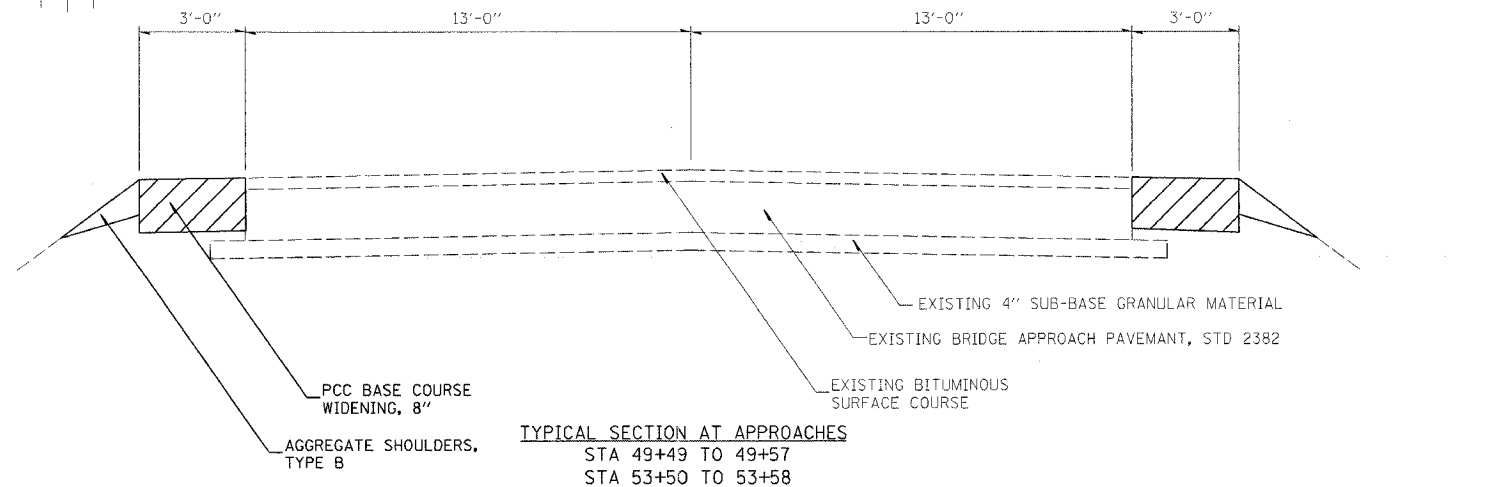 3'-0"
13'-0"
13'-0"
3'-0"
EXISTING 4" SUB-BASE GRANULAR MATERIAL
EXISTING BRIDGE APPROACH PAVEMANT, STD 2382
EXISTING BITUMINOUS
SURFACE COURSE
PCC BASE COURSE
WIDENING, 8"
AGGREGATE SHOULDERS,
TYPE B
TYPICAL SECTION AT APPROACHES
STA 49+49 TO 49+57
STA 53+50 TO 53+58